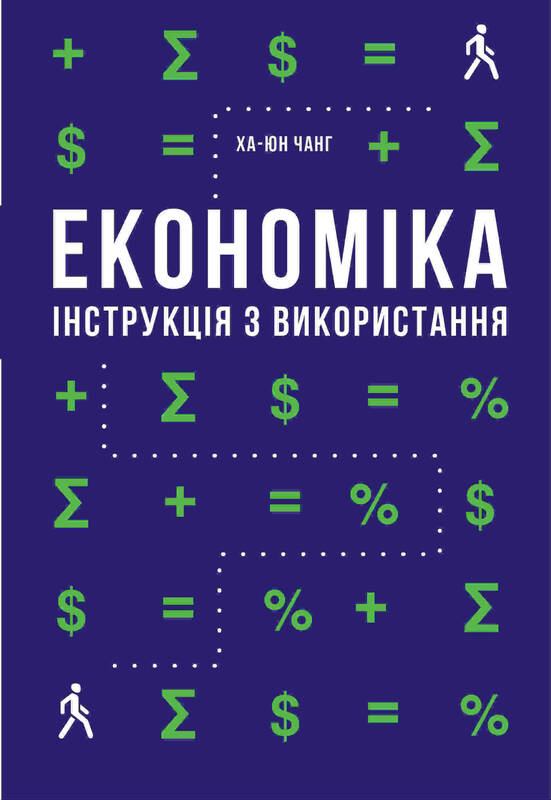 + Σ $ =
$ = ХА-ЮН ЧАНГ + Σ
ЕКОНОМІКА
ІНСТРУКЦІЯ З ВИКОРИСТАННЯ
+ Σ $ = %
Σ + = % $
$ = % + Σ
Σ $ = %